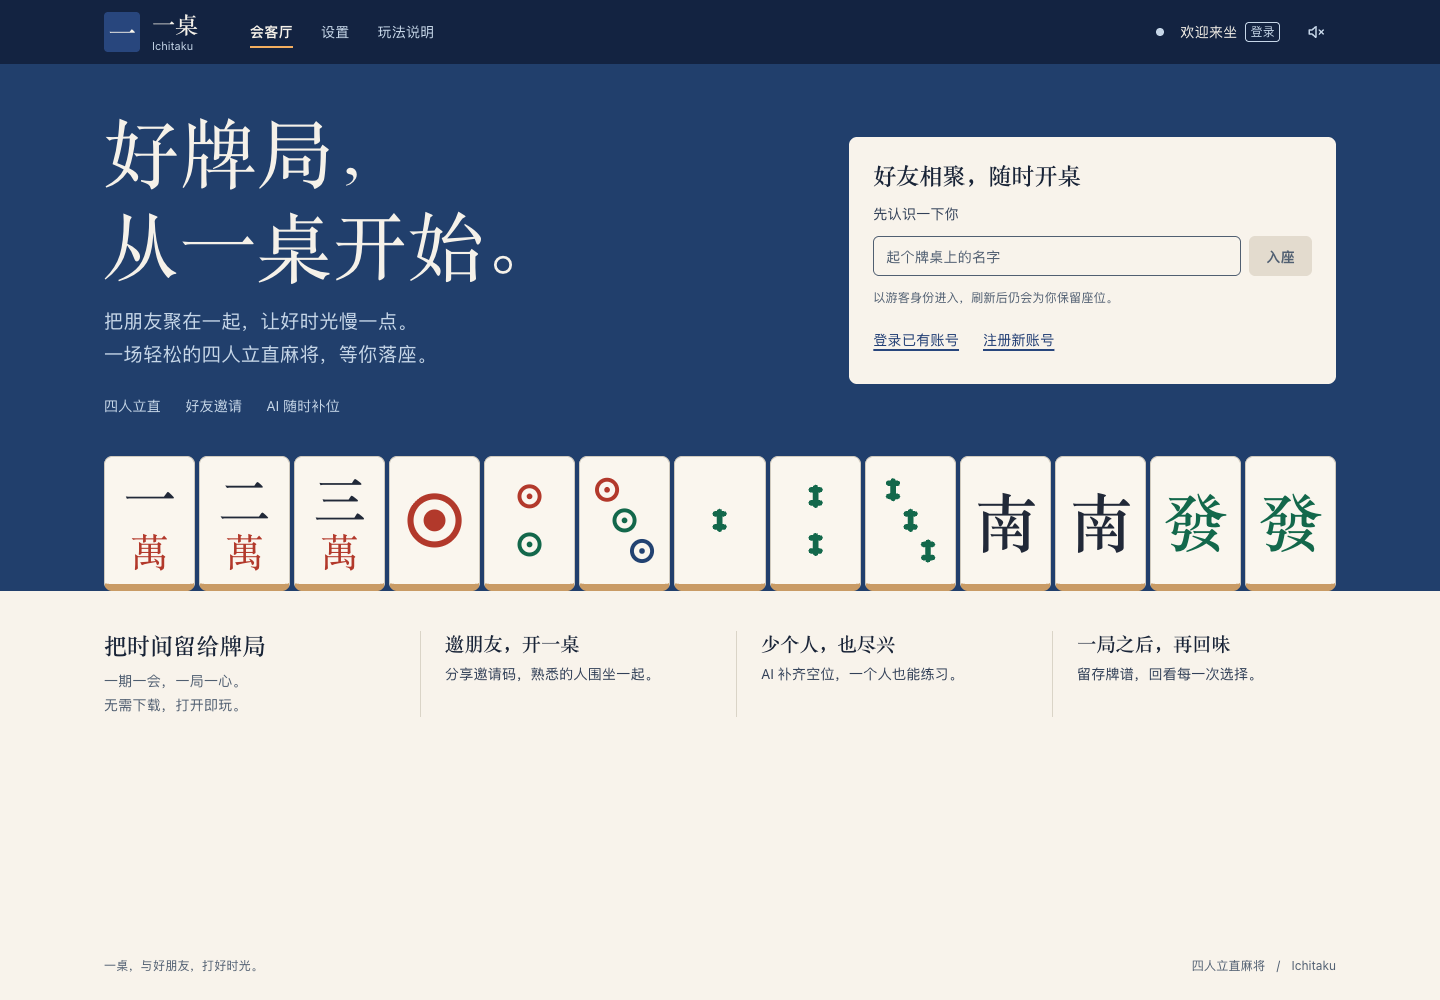 一
一桌
Ichitaku
会客厅
设置
玩法说明
欢迎来坐
登录
好牌局，
从一桌开始。
把朋友聚在一起，让好时光慢一点。
一场轻松的四人立直麻将，等你落座。
四人立直
好友邀请
AI 随时补位
好友相聚，随时开桌
先认识一下你
起个牌桌上的名字
入座
以游客身份进入，刷新后仍会为你保留座位。
登录已有账号
注册新账号
一萬
二萬
三萬
南
南
發
發
把时间留给牌局
一期一会，一局一心。
无需下载，打开即玩。
邀朋友，开一桌
分享邀请码，熟悉的人围坐一起。
少个人，也尽兴
AI 补齐空位，一个人也能练习。
一局之后，再回味
留存牌谱，回看每一次选择。
一桌，与好朋友，打好时光。
四人立直麻将 / Ichitaku